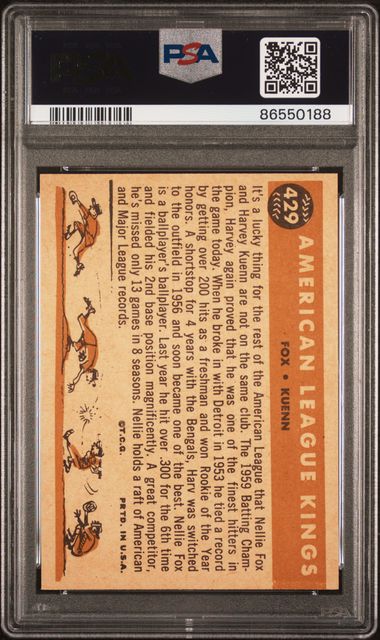 PSA
86550188
429
AMERICAN LEAGUE KINGS
FOX • KUENN
It's a lucky thing for the rest of the American League that Nellie Fox
and Harvey Kuenn are not on the same club. The 1959 Batting Cham-
pion, Harvey again proved that he was one of the finest hitters in
the game today. When he broke in with Detroit in 1953 he tied a record
by getting over 200 hits as a freshman and won Rookie of the Year
honors. A shortstop for 4 years with the Bengals, Harv was switched
to the outfield in 1956 and soon became one of the best. Nellie Fox
is a ballplayer's ballplayer. Last year he hit over .300 for the 6th time
and fielded his 2nd base position magnificently. A great competitor,
he's missed only 13 games in 8 seasons. Nellie holds a raft of American
and Major League records.
©T.C.G. PRTD. IN U.S.A.